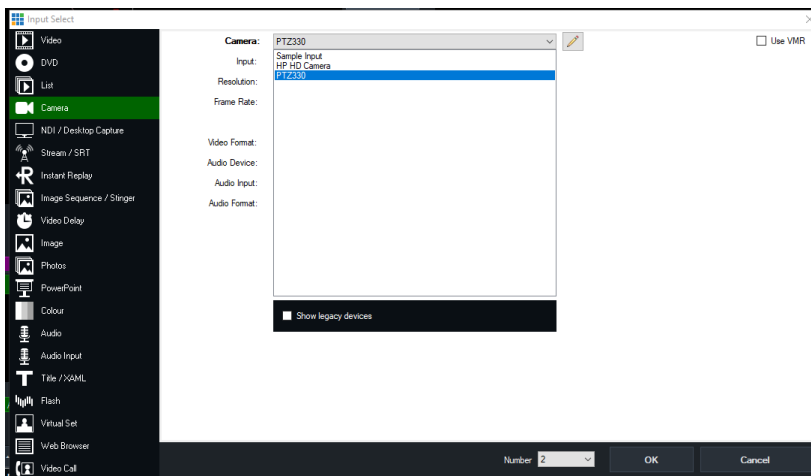 Input Select
Video
DVD
List
Camera
NDI / Desktop Capture
Stream / SRT
Instant Replay
Image Sequence / Stinger
Video Delay
Image
Photos
PowerPoint
Colour
Audio
Audio Input
Title / XAML
Flash
Virtual Set
Web Browser
Video Call
Camera: PTZ330
Use VMR
Input:
Resolution:
Frame Rate:
Video Format:
Audio Device:
Audio Input:
Audio Format:
Sample Input
HP HD Camera
PTZ330
Show legacy devices
Number 2
OK
Cancel